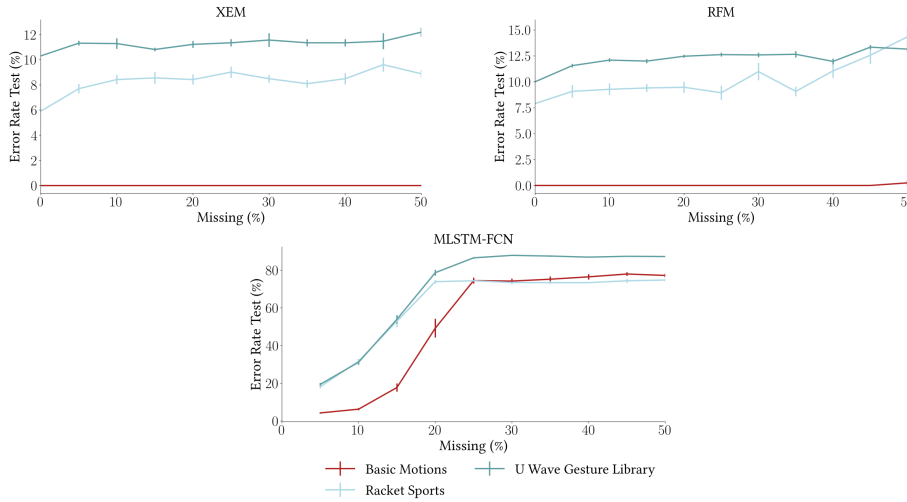 XEM
Error Rate Test (%)
12
10
8
6
4
2
0
0 10 20 30 40 50
Missing (%)
RFM
Error Rate Test (%)
15.0
12.5
10.0
7.5
5.0
2.5
0.0
0 10 20 30 40
Missing (%)
MLSTM-FCN
Error Rate Test (%)
80
60
40
20
0
0 10 20 30 40 50
Missing (%)
Basic Motions
U Wave Gesture Library
Racket Sports